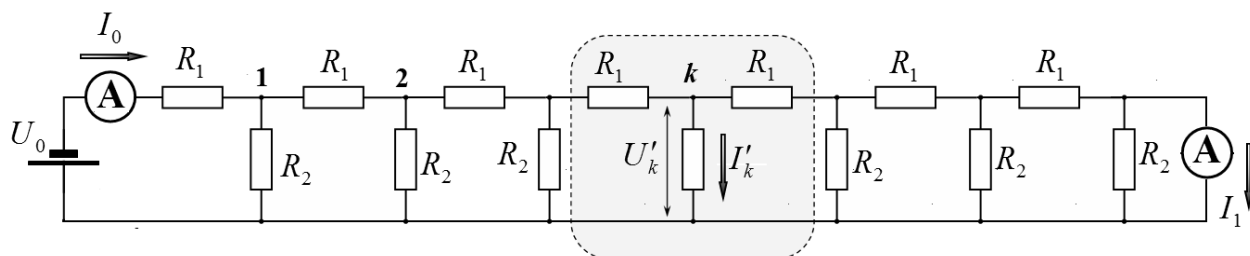 I₀
R₁ 1 R₁ 2 R₁ R₁ k R₁ R₁ R₁
A
U₀ R₂ R₂ R₂ U′ₖ I′ₖ R₂ R₂ R₂ A
I₁